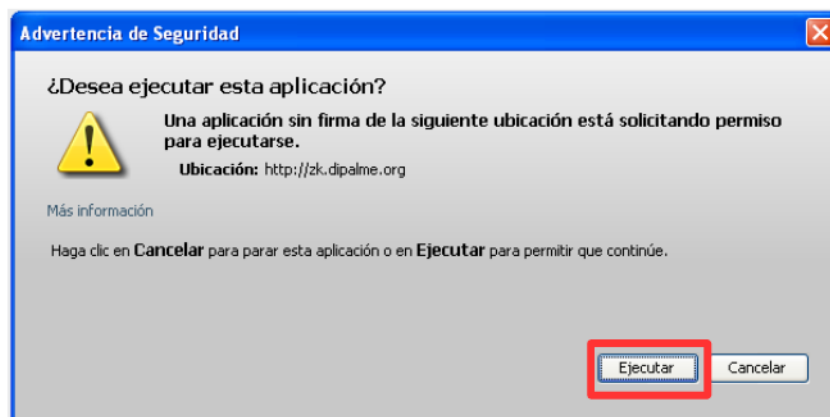 Advertencia de Seguridad
¿Desea ejecutar esta aplicación?
Una aplicación sin firma de la siguiente ubicación está solicitando permiso
para ejecutarse.
Ubicación: http://zk.dipalme.org
Más información
Haga clic en Cancelar para parar esta aplicación o en Ejecutar para permitir que continúe.
Ejecutar Cancelar